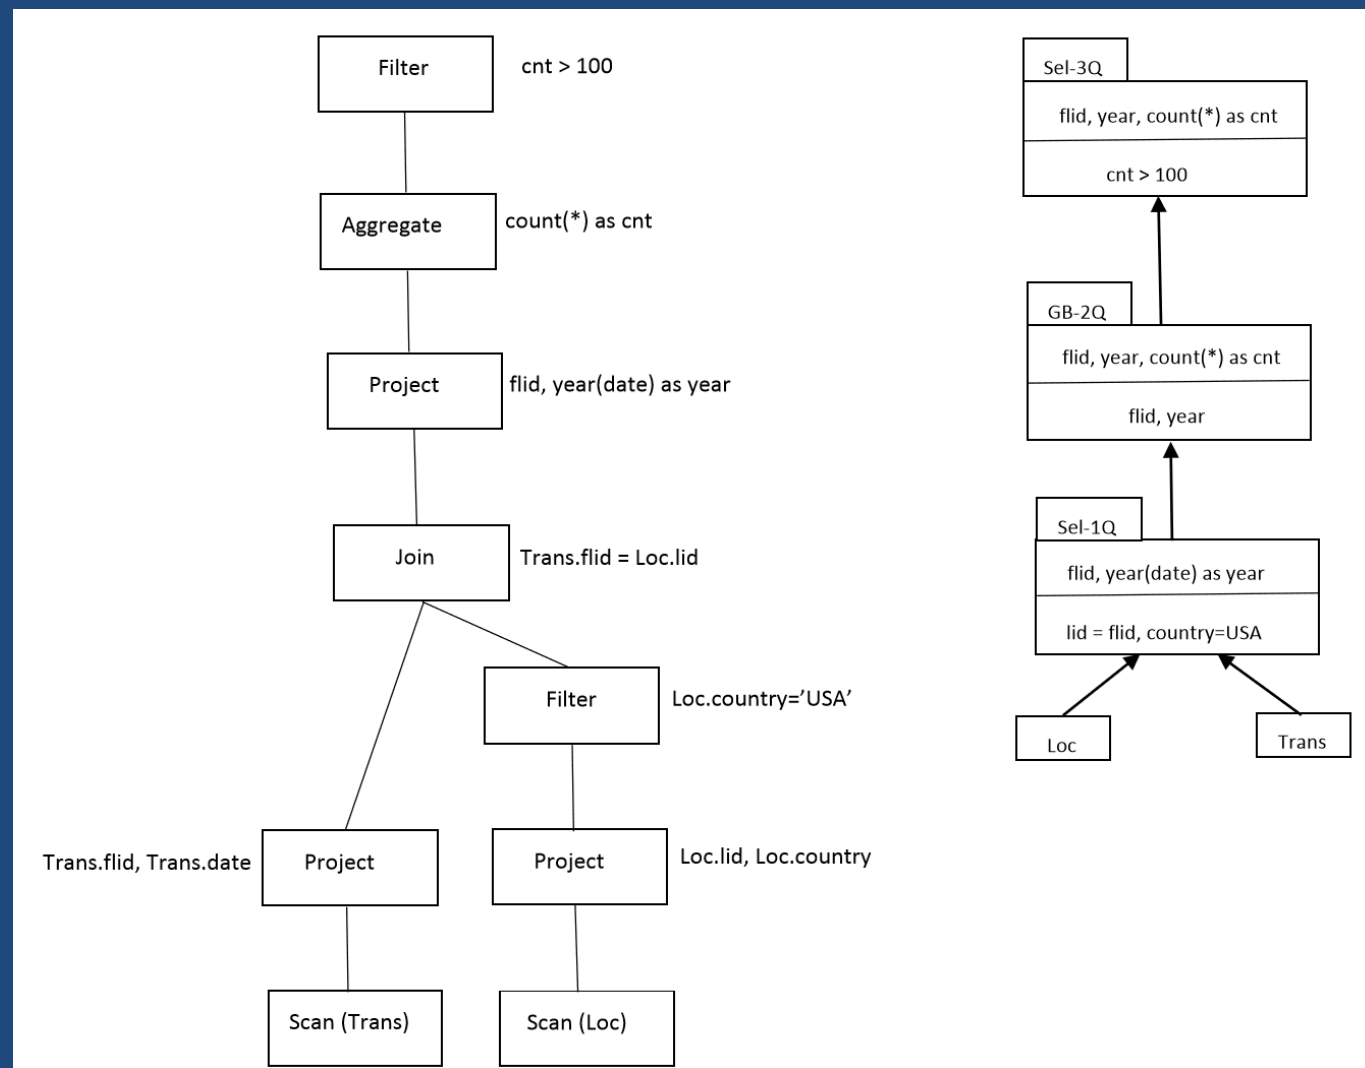 Filter
cnt > 100
Aggregate
count(*) as cnt
Project
flid, year(date) as year
Join
Trans.flid = Loc.lid
Filter
Loc.country=’USA’
Trans.flid, Trans.date
Project
Project
Loc.lid, Loc.country
Scan (Trans)
Scan (Loc)
Sel-3Q
flid, year, count(*) as cnt
cnt > 100
GB-2Q
flid, year, count(*) as cnt
flid, year
Sel-1Q
flid, year(date) as year
lid = flid, country=USA
Loc
Trans